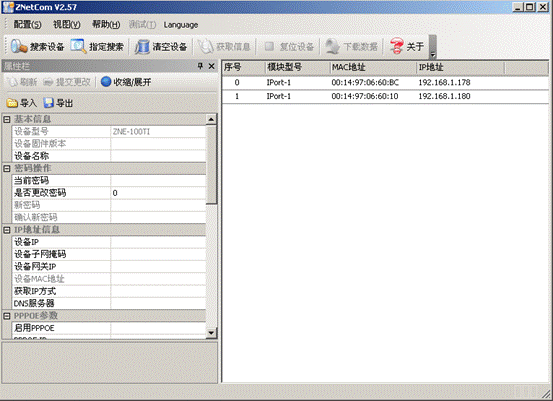 ZNetCom V2.57
配置(S) 视图(V) 帮助(H) 测试(T) Language
搜索设备 指定搜索 清空设备 获取信息 复位设备 下载数据 关于
属性栏
刷新 提交更改 收缩/展开
导入 导出
基本信息
设备型号 ZNE-100TI
设备固件版本
设备名称
密码操作
当前密码
是否更改密码 0
新密码
确认新密码
IP地址信息
设备IP
设备子网掩码
设备网关IP
设备MAC地址
获取IP方式
DNS服务器
PPPOE参数
启用PPPOE
PPPOE IP
序号 模块型号 MAC地址 IP地址
0 IPort-1 00:14:97:06:60:BC 192.168.1.178
1 IPort-1 00:14:97:06:60:10 192.168.1.180